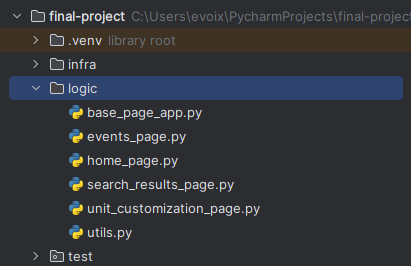 final-project C:\Users\evoix\PycharmProjects\final-project
.venv library root
infra
logic
base_page_app.py
events_page.py
home_page.py
search_results_page.py
unit_customization_page.py
utils.py
test